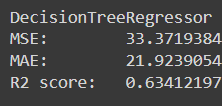 DecisionTreeRegressor
MSE: 33.3719384
MAE: 21.9239054
R2 score: 0.63412197